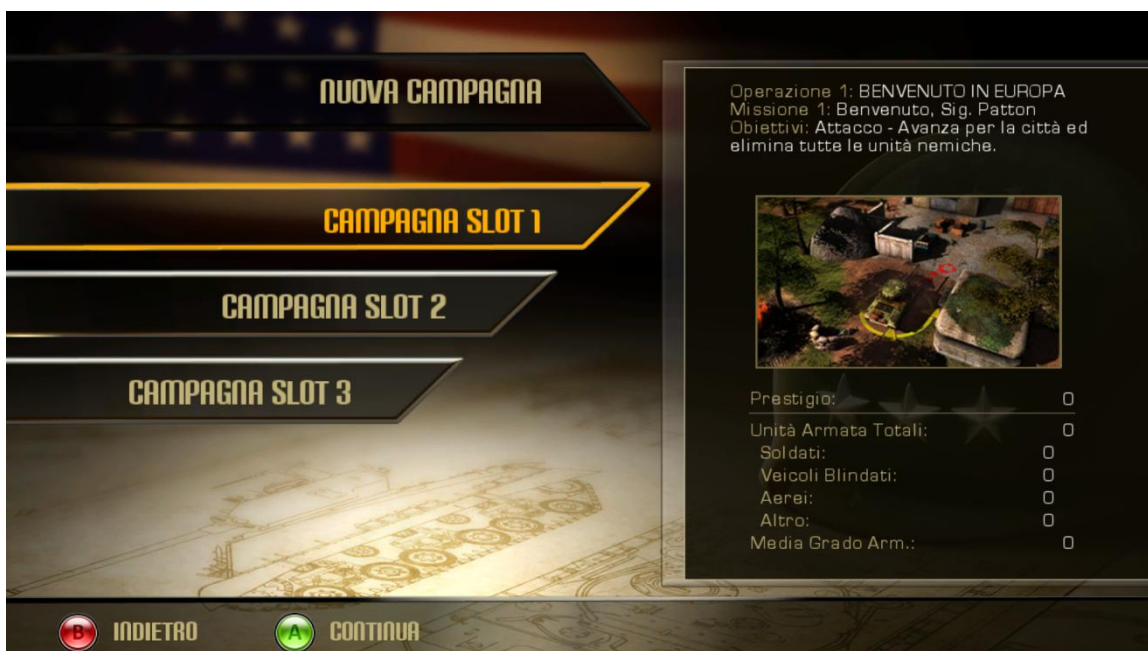 NUOVA CAMPAGNA
CAMPAGNA SLOT 1
CAMPAGNA SLOT 2
CAMPAGNA SLOT 3
Operazione 1: BENVENUTO IN EUROPA
Missione 1: Benvenuto, Sig. Patton
Obiettivi: Attacco - Avanza per la città ed
elimina tutte le unità nemiche.
Prestigio: 0
Unità Armata Totali: 0
Soldati: 0
Veicoli Blindati: 0
Aerei: 0
Altro: 0
Media Grado Arm.: 0
B INDIETRO
A CONTINUA